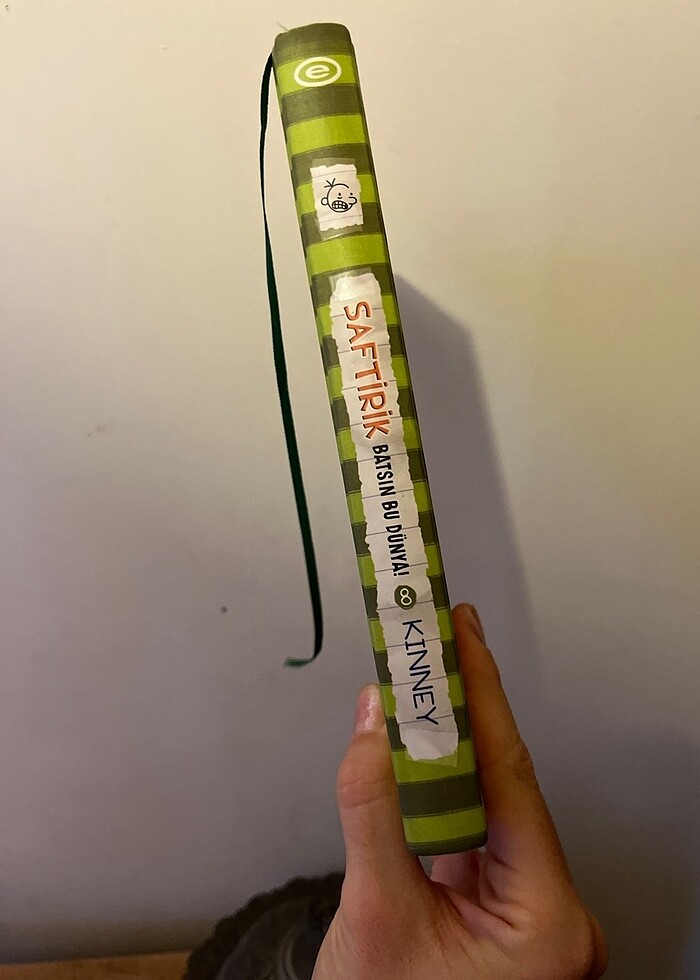 e
SAFTİRİK
BATSIN BU DÜNYA!
8
KINNEY